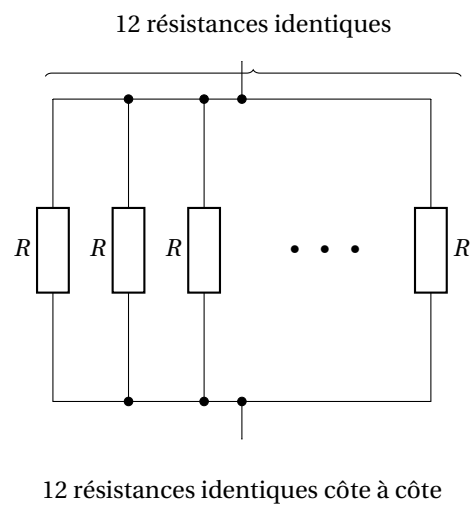 12 résistances identiques
R R R R
12 résistances identiques côte à côte